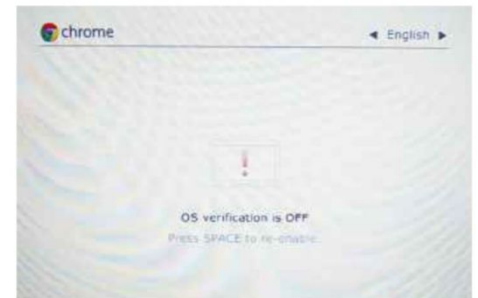 chrome
◄ English ►
OS verification is OFF
Press SPACE to re-enable.